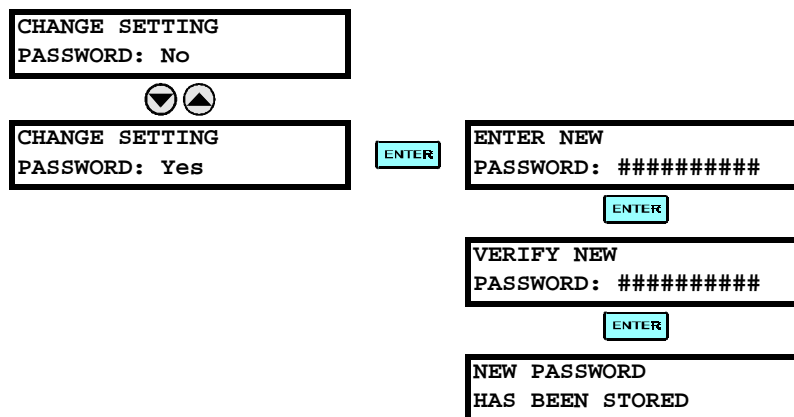 CHANGE SETTING
PASSWORD: No
CHANGE SETTING
PASSWORD: Yes
ENTER
ENTER NEW
PASSWORD: ##########
ENTER
VERIFY NEW
PASSWORD: ##########
ENTER
NEW PASSWORD
HAS BEEN STORED